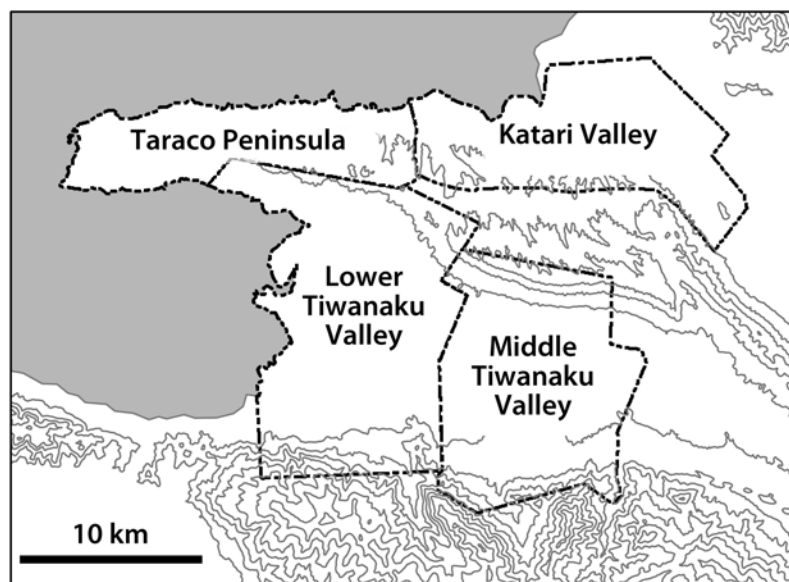 Taraco Peninsula
Katari Valley
Lower
Tiwanaku
Valley
Middle
Tiwanaku
Valley
10 km